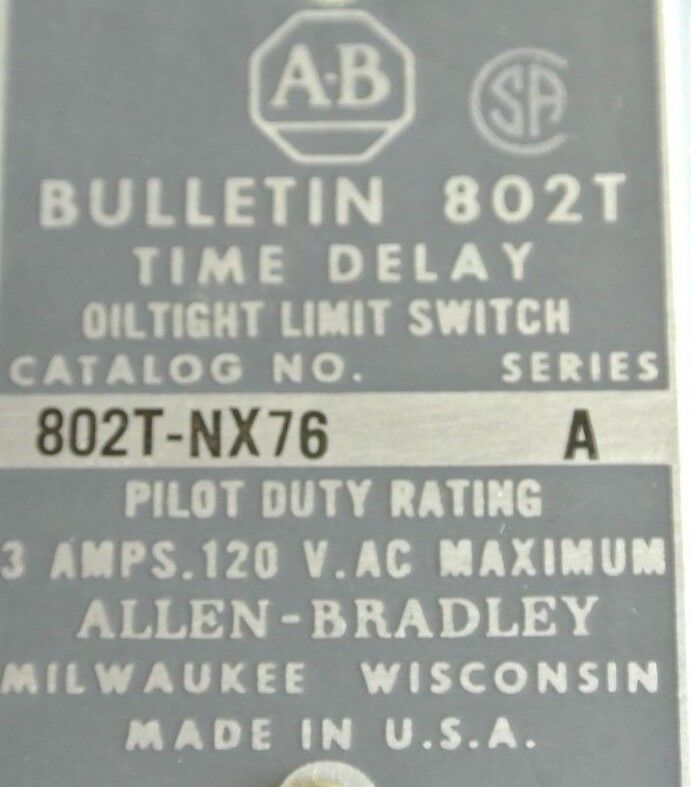 A-B
CSA
BULLETIN 802T
TIME DELAY
OILTIGHT LIMIT SWITCH
CATALOG NO. SERIES
802T-NX76 A
PILOT DUTY RATING
3 AMPS. 120 V. AC MAXIMUM
ALLEN-BRADLEY
MILWAUKEE WISCONSIN
MADE IN U.S.A.